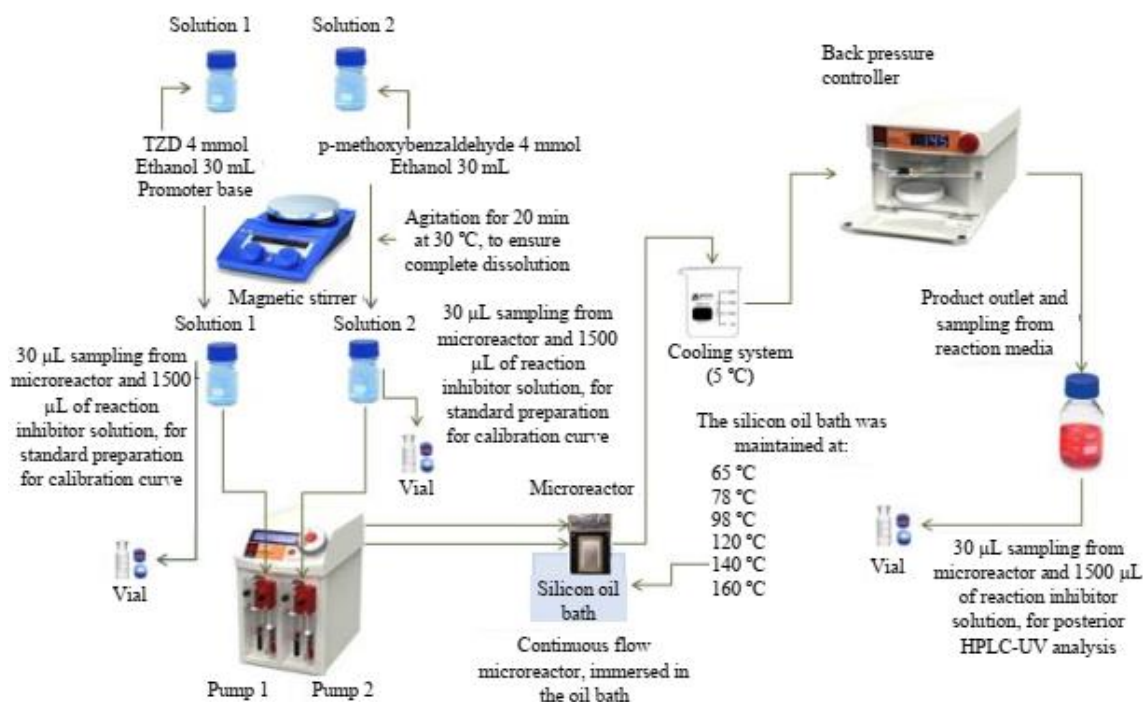 Solution 1
Solution 2
TZD 4 mmol
Ethanol 30 mL
Promoter base
p-methoxybenzaldehyde 4 mmol
Ethanol 30 mL
Agitation for 20 min
at 30 ℃, to ensure
complete dissolution
Magnetic stirrer
Solution 1
Solution 2
30 µL sampling from
microreactor and 1500
µL of reaction
inhibitor solution, for
standard preparation
for calibration curve
30 µL sampling from
microreactor and 1500
µL of reaction
inhibitor solution, for
standard preparation
for calibration curve
Vial
Vial
Pump 1
Pump 2
Microreactor
Silicon oil
bath
Continuous flow
microreactor, immersed in
the oil bath
The silicon oil bath was
maintained at:
65 ℃
78 ℃
98 ℃
120 ℃
140 ℃
160 ℃
Cooling system
(5 ℃)
Back pressure
controller
145
Product outlet and
sampling from
reaction media
Vial
30 µL sampling from
microreactor and 1500 µL
of reaction inhibitor
solution, for posterior
HPLC-UV analysis